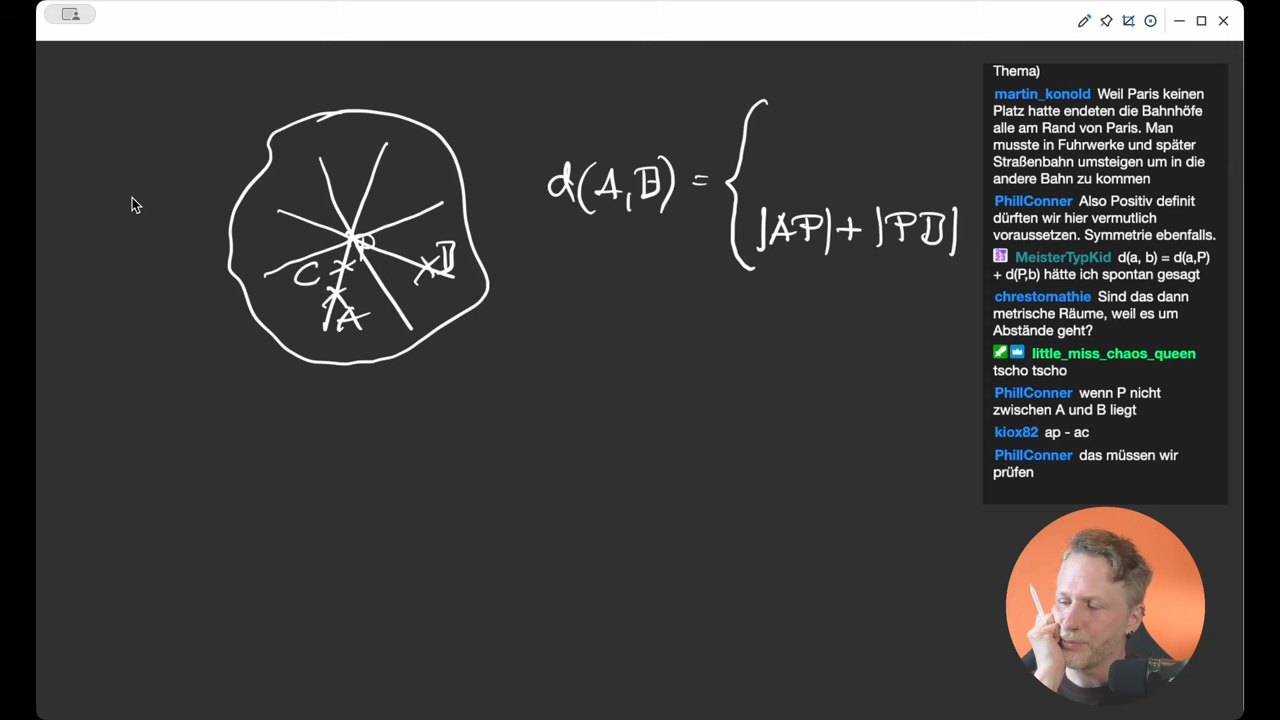 d(A,B) = {
|AP| + |PB|
P
B
C
A
Thema)
martin_konold Weil Paris keinen
Platz hatte endeten die Bahnhöfe
alle am Rand von Paris. Man
musste in Fuhrwerke und später
Straßenbahn umsteigen um in die
andere Bahn zu kommen
PhillConner Also Positiv definit
dürften wir hier vermutlich
voraussetzen. Symmetrie ebenfalls.
MeisterTypKid d(a, b) = d(a,P)
+ d(P,b) hätte ich spontan gesagt
chrestomathie Sind das dann
metrische Räume, weil es um
Abstände geht?
little_miss_chaos_queen
tscho tscho
PhillConner wenn P nicht
zwischen A und B liegt
kiox82 ap - ac
PhillConner das müssen wir
prüfen